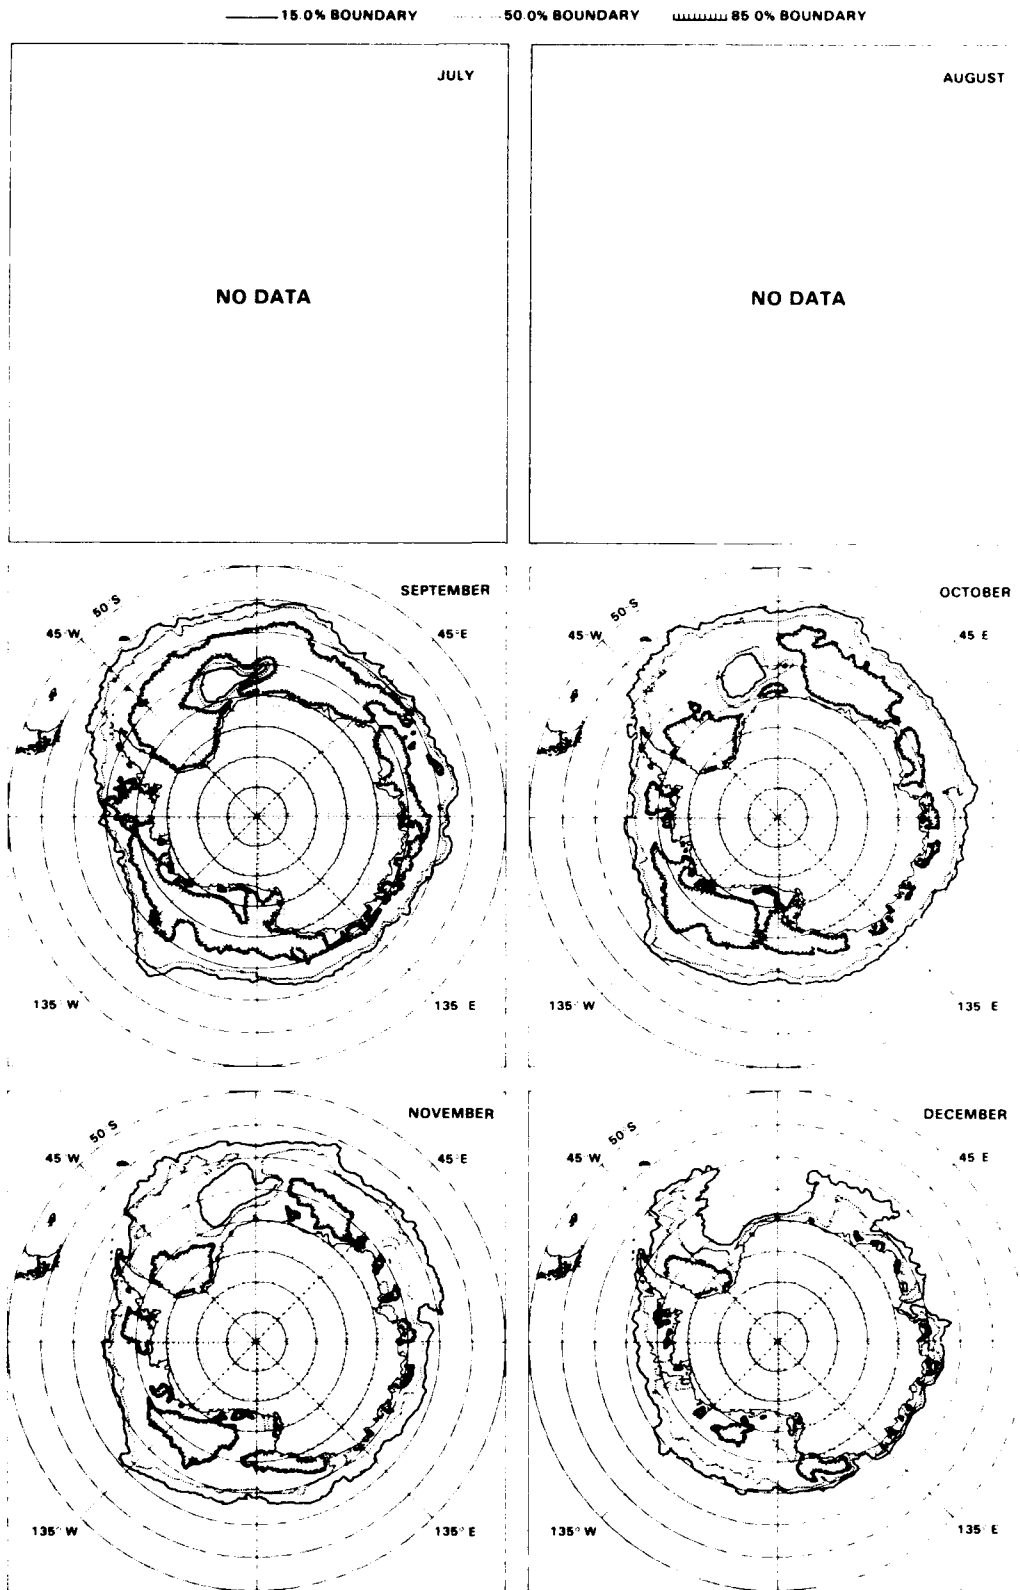 15.0% BOUNDARY 50.0% BOUNDARY 85.0% BOUNDARY
JULY AUGUST
NO DATA NO DATA
SEPTEMBER OCTOBER
50°S 50°S
45°W 45°E 45°W 45 E
135°W 135 E 135°W 135 E
NOVEMBER DECEMBER
50°S 50°S
45 W 45°E 45°W 45 E
135°W 135°E 135°W 135°E